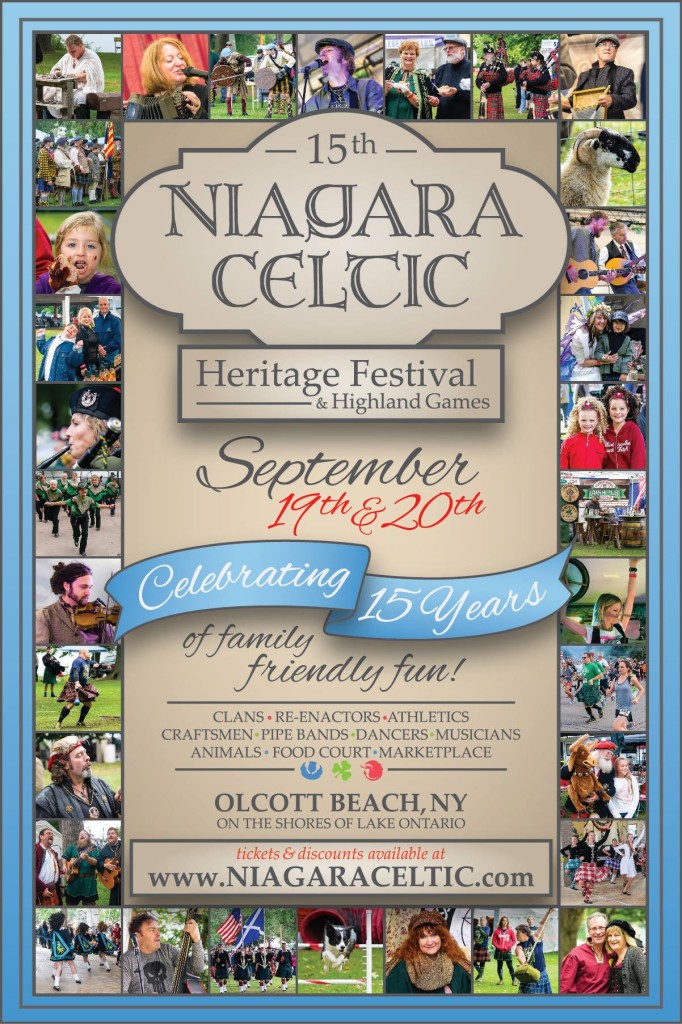 15th
NIAGARA
CELTIC
Heritage Festival
& Highland Games
September
19th & 20th
Celebrating
15 Years
of family
friendly fun!
CLANS • RE-ENACTORS • ATHLETICS
CRAFTSMEN • PIPE BANDS • DANCERS • MUSICIANS
ANIMALS • FOOD COURT • MARKETPLACE
OLCOTT BEACH, NY
ON THE SHORES OF LAKE ONTARIO
tickets & discounts available at
www.NIAGARACELTIC.com